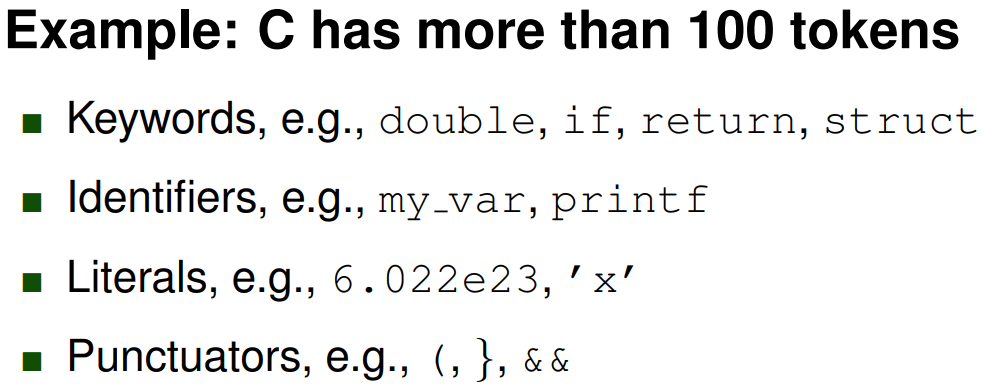 Example: C has more than 100 tokens
■ Keywords, e.g., double, if, return, struct
■ Identifiers, e.g., my_var, printf
■ Literals, e.g., 6.022e23, ’x’
■ Punctuators, e.g., (, }, &&